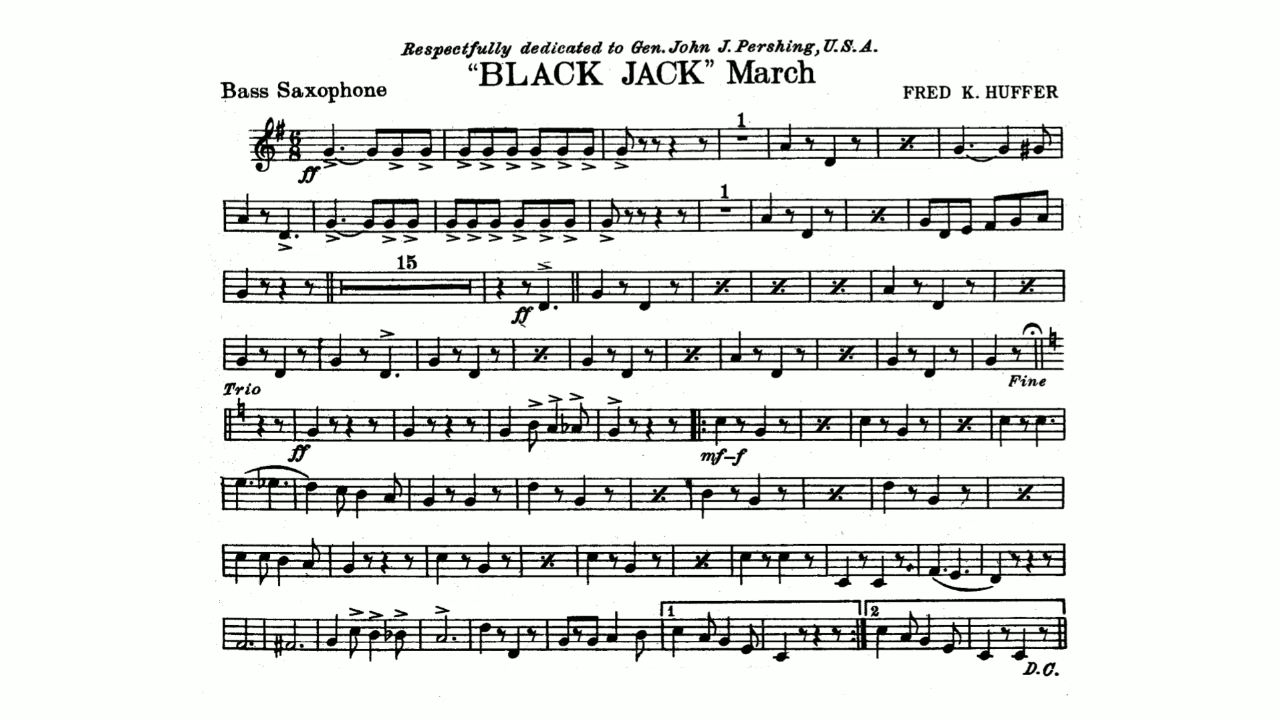 Respectfully dedicated to Gen. John J. Pershing, U.S.A.
"BLACK JACK" March
Bass Saxophone
FRED K. HUFFER
1
6
8
ff
1
15
ff
Trio
Fine
ff
mf-f
1
2
D.C.